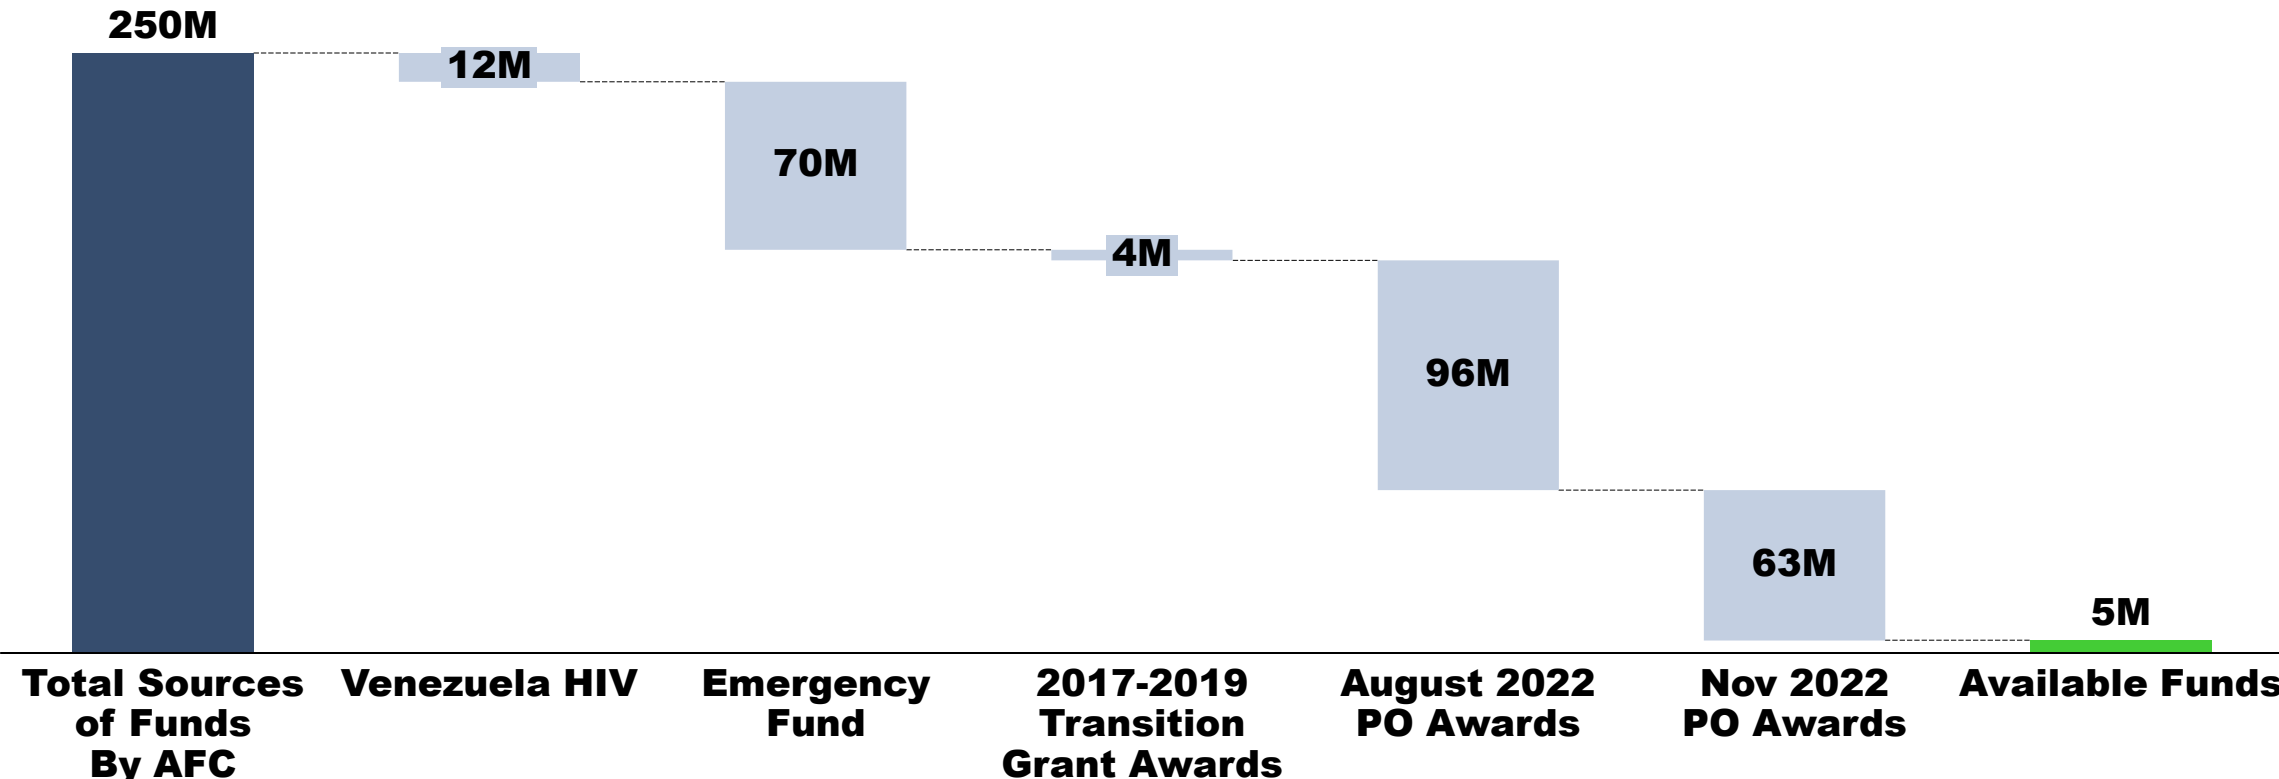 250M
12M
70M
4M
96M
63M
5M
Total Sources
of Funds
By AFC
Venezuela HIV
Emergency
Fund
2017-2019
Transition
Grant Awards
August 2022
PO Awards
Nov 2022
PO Awards
Available Funds